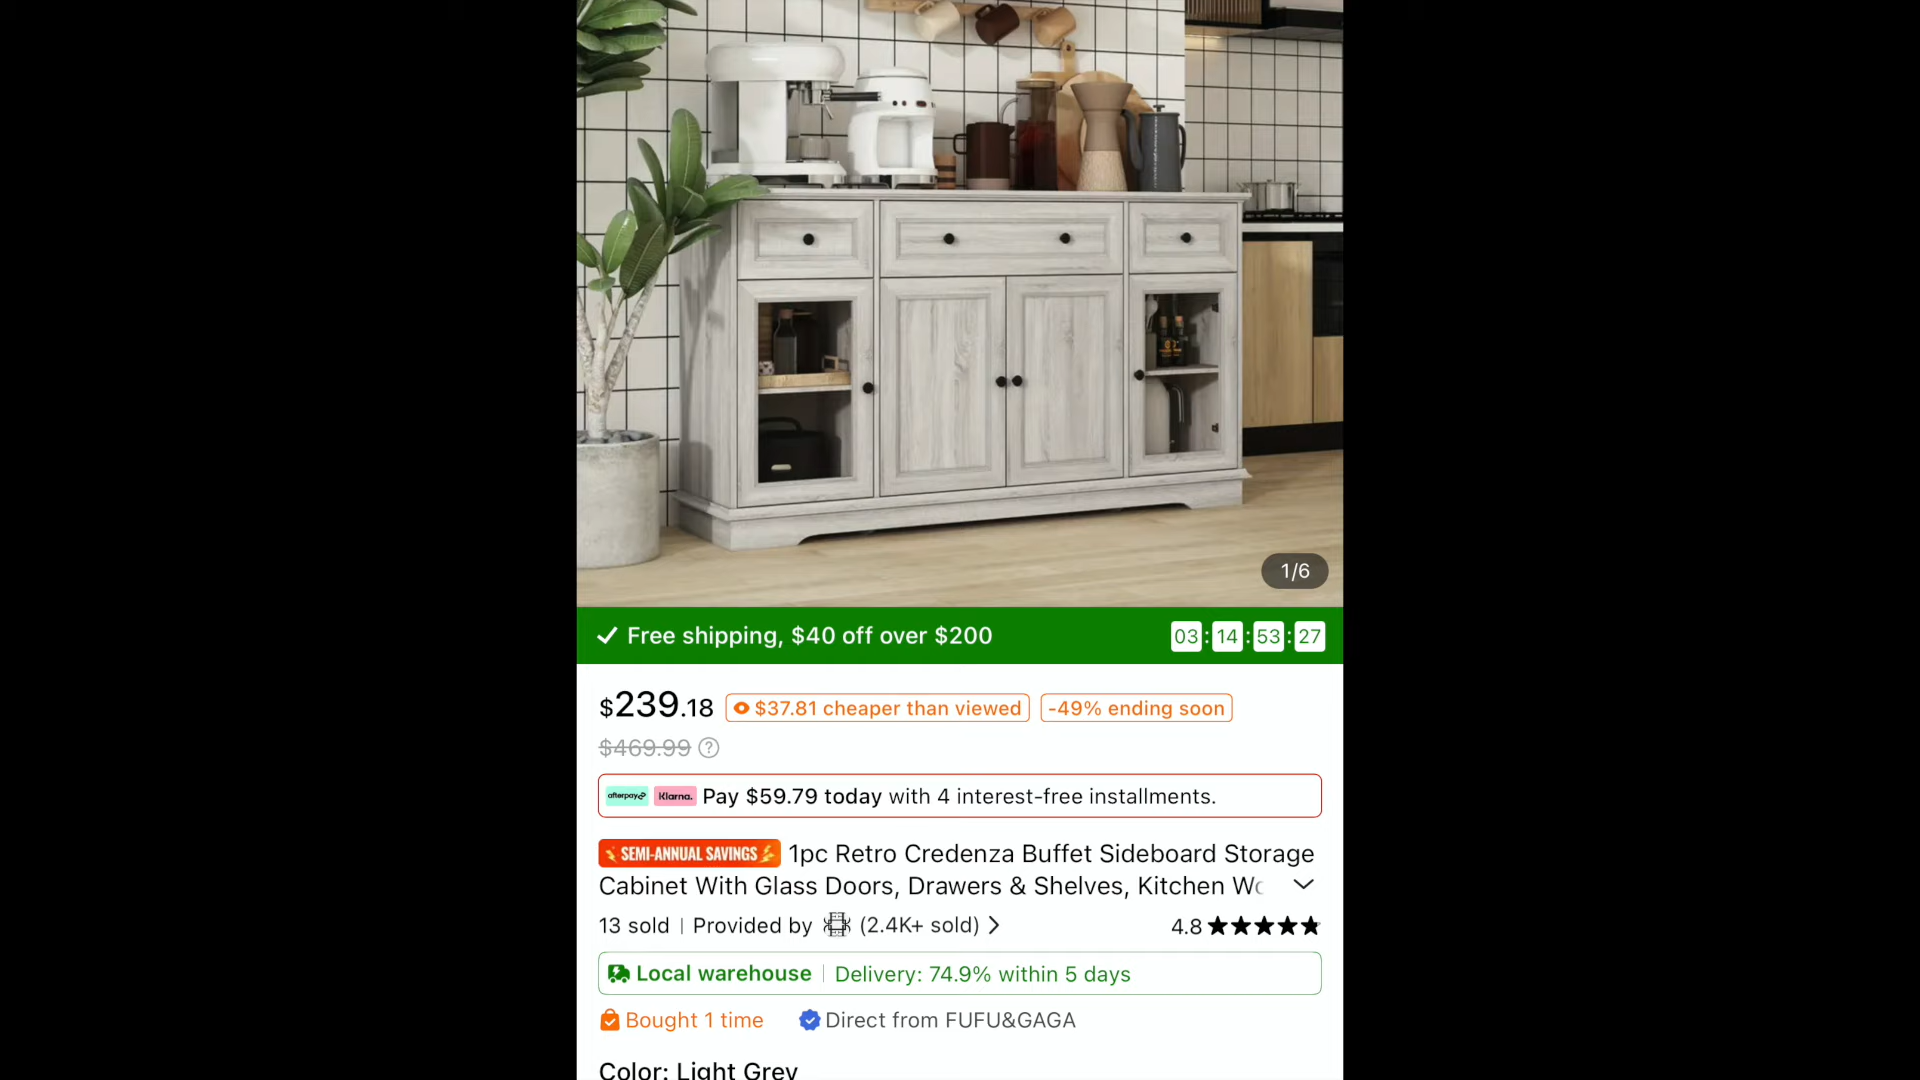 1/6
Free shipping, $40 off over $200 03:14:53:27
$239.18 $37.81 cheaper than viewed -49% ending soon
$469.99 ?
afterpay Klarna. Pay $59.79 today with 4 interest-free installments.
SEMI-ANNUAL SAVINGS 1pc Retro Credenza Buffet Sideboard Storage
Cabinet With Glass Doors, Drawers & Shelves, Kitchen
13 sold | Provided by (2.4K+ sold) 4.8
Local warehouse | Delivery: 74.9% within 5 days
Bought 1 time Direct from FUFU&GAGA
Color: Light Grey